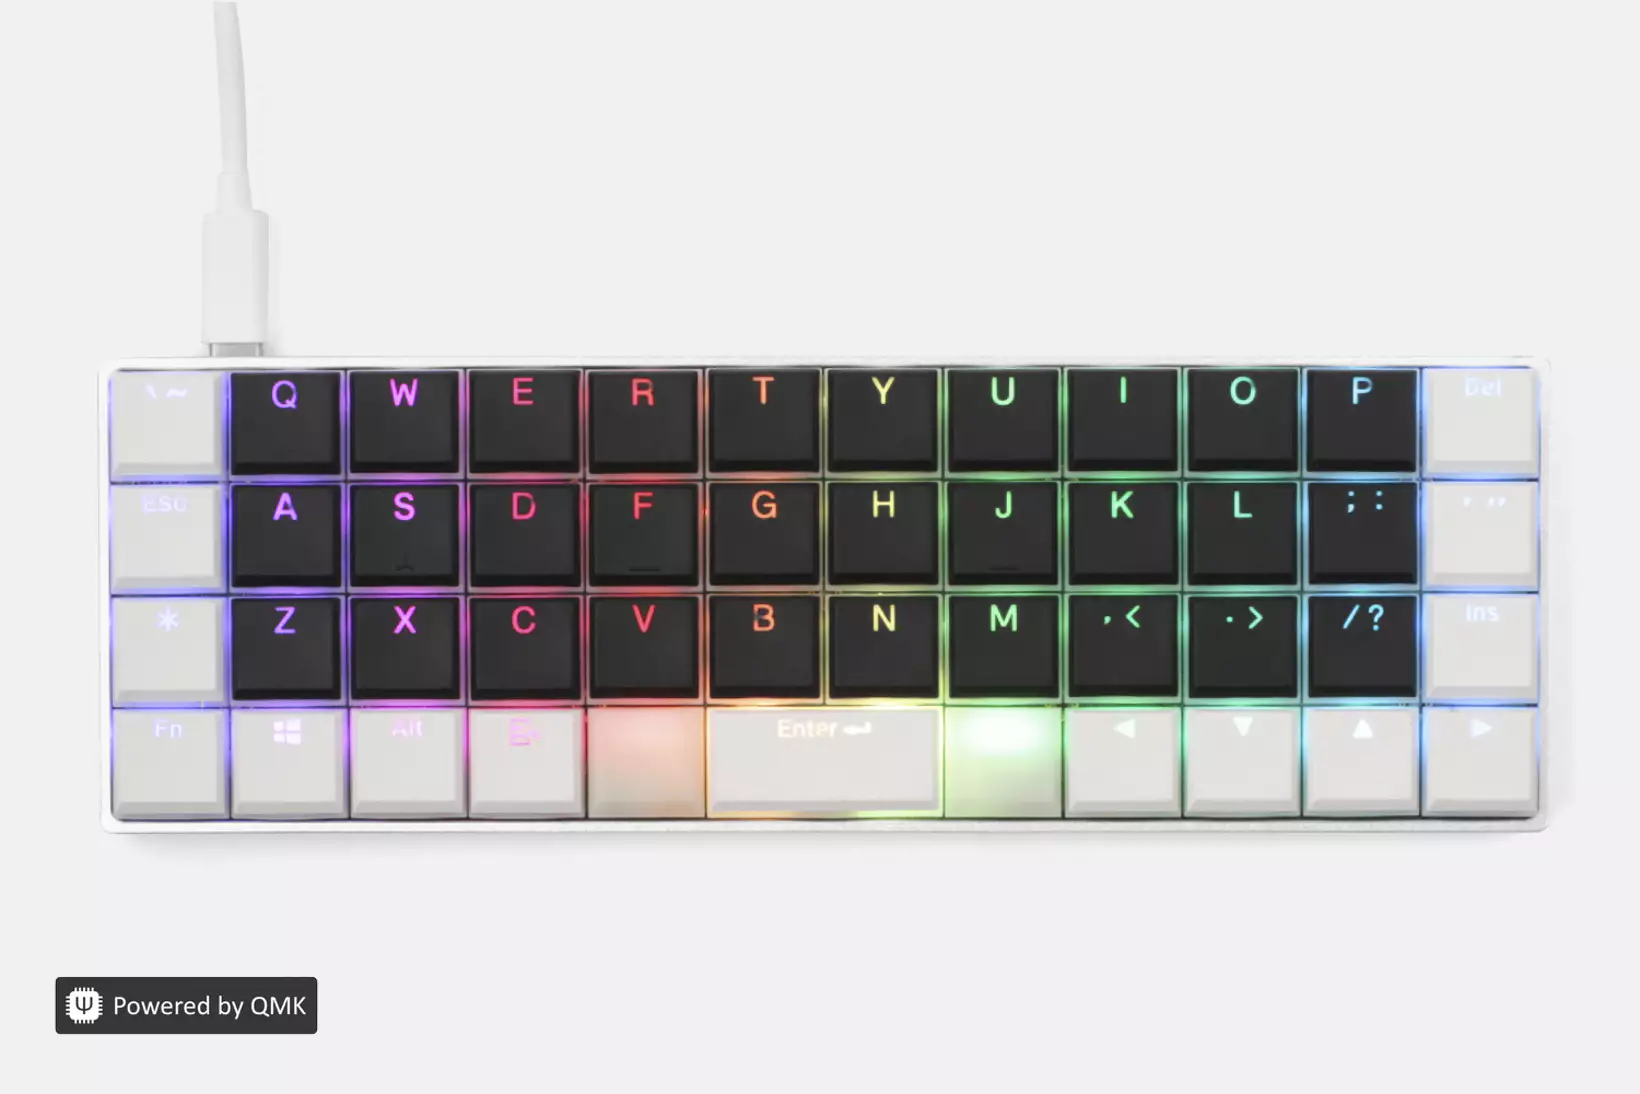 \ ~ Q W E R T Y U I O P Del
Esc A S D F G H J K L ; : ' "
* Z X C V B N M , < . > / ? Ins
Fn Alt Enter
Powered by QMK